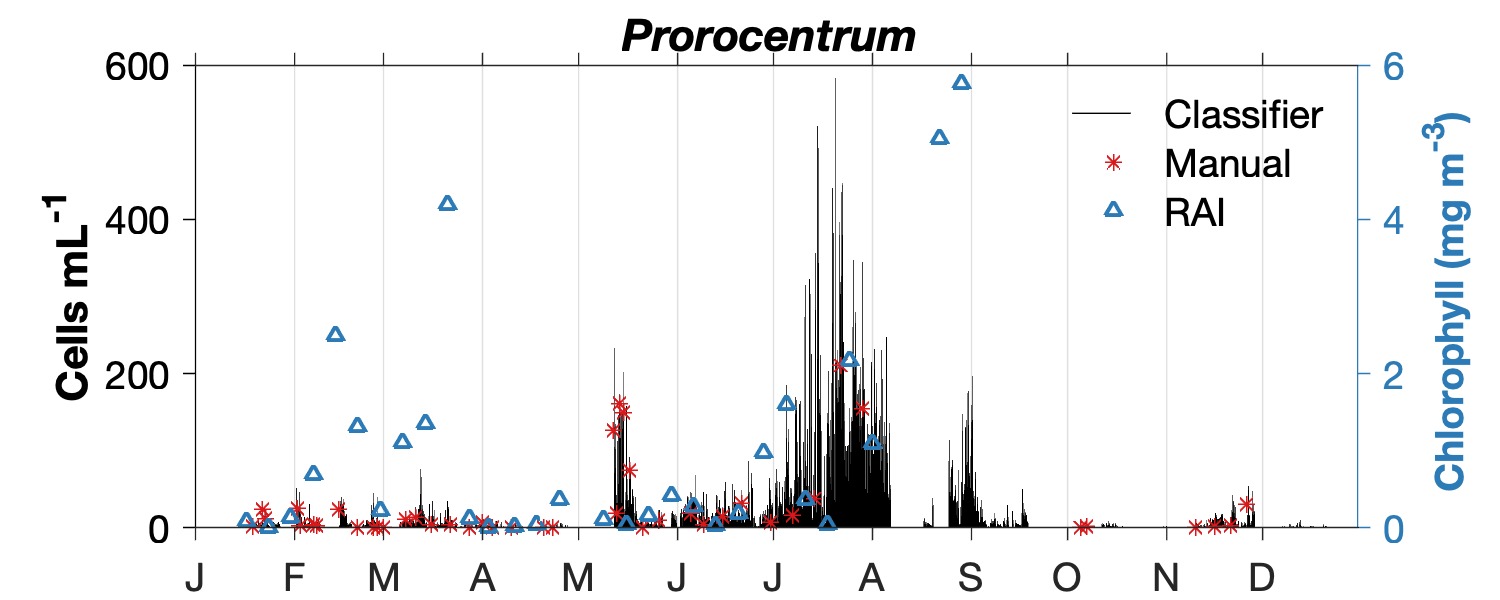 Prorocentrum
600
400
200
0
Cells mL-1
6
4
2
0
Chlorophyll (mg m-3)
Classifier
Manual
RAI
J F M A M J J A S O N D